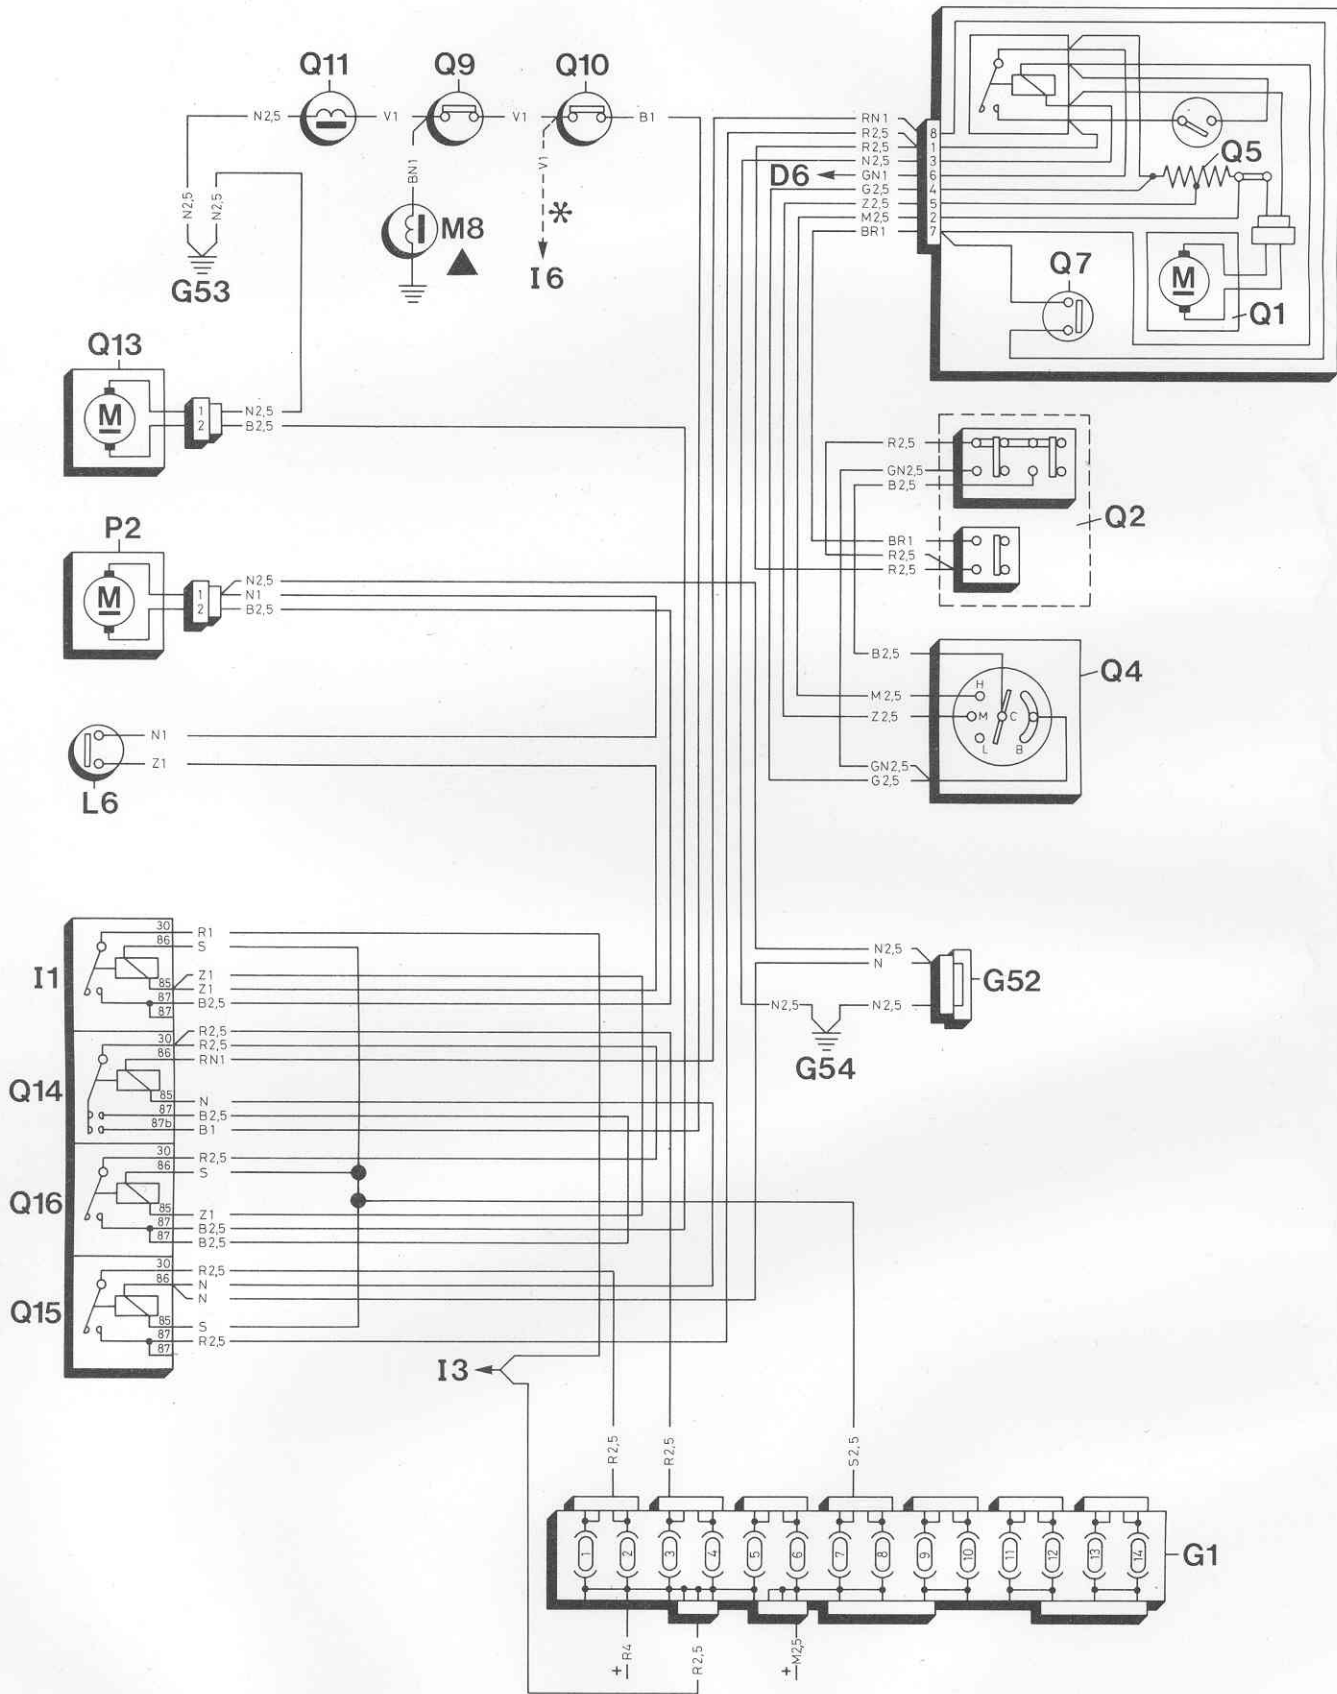 Q11 Q9 Q10
N2,5 V1 V1 B1
BN1
V1
*
N2,5 N2,5
M8
I6
G53
RN1 8
R2,5 1
R2,5 3
N2,5 6
D6 GN1 4
G2,5 5
Z2,5 2
M2,5 7
BR1
Q5
Q7
M
Q1
Q13
M
1 N2,5
2 B2,5
R2,5
GN2,5
B2,5
Q2
BR1
R2,5
R2,5
P2
M
N2,5
1 N1
2 B2,5
B2,5
Q4
H
M2,5
Z2,5 M C
L B
GN2,5
G2,5
N1
Z1
L6
I1
30 R1
86 S
Z1
85 Z1
87 B2,5
87
N2,5
N
G52
N2,5 N2,5
G54
Q14
R2,5
30 R2,5
86 RN1
85 N
87 B2,5
87b B1
Q16
30 R2,5
86 S
85 Z1
87 B2,5
87 B2,5
Q15
30 R2,5
86 N
N
85 S
87 R2,5
87
I3
R2,5 R2,5 S2,5
1 2 3 4 5 6 7 8 9 10 11 12 13 14
G1
+ R4 R2,5 + M2,5